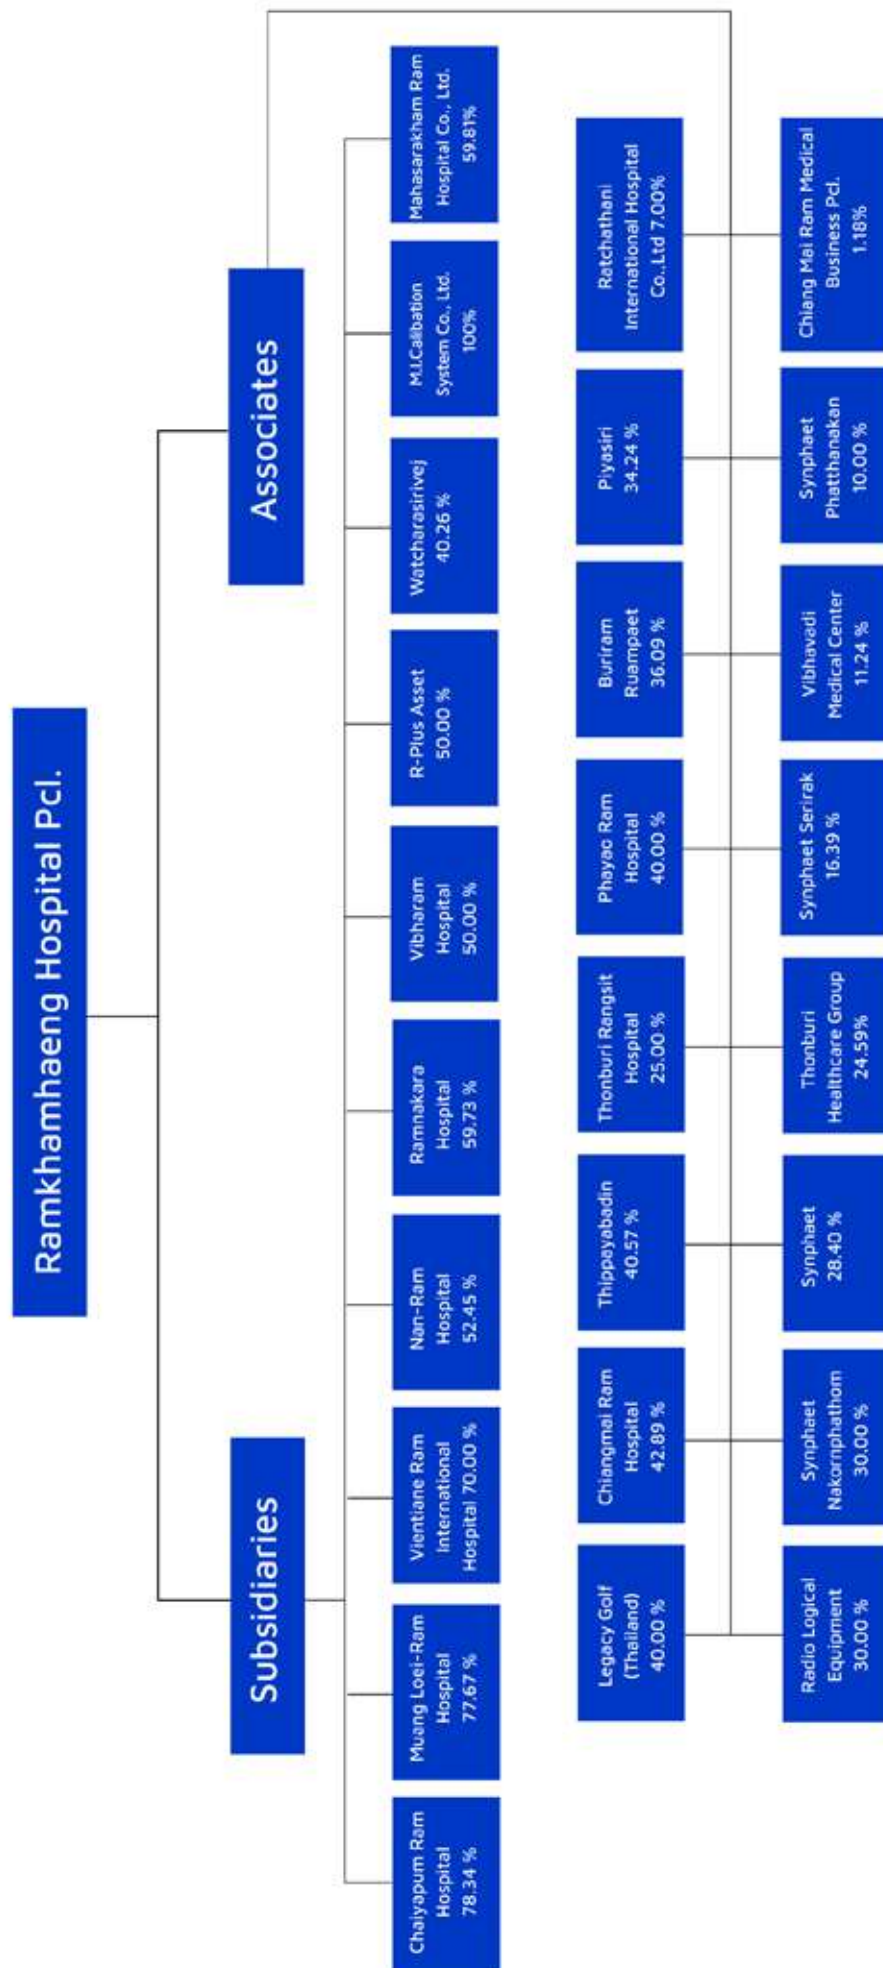 Ramkhamhaeng Hospital Pcl.
Subsidiaries
Associates
Chaiyapum Ram
Hospital
78.34 %
Muang Loei-Ram
Hospital
77.67 %
Vientiane Ram
International
Hospital 70.00 %
Nan-Ram
Hospital
52.45 %
Ramnakara
Hospital
59.73 %
Vibharam
Hospital
50.00 %
R-Plus Asset
50.00 %
Watcharasirivej
40.26 %
M.I.Calibation
System Co., Ltd.
100%
Mahasarakham Ram
Hospital Co., Ltd.
59.81%
Legacy Golf
(Thailand)
40.00 %
Chiangmai Ram
Hospital
42.89 %
Thippayabadin
40.57 %
Thonburi Rangsit
Hospital
25.00 %
Phayao Ram
Hospital
40.00 %
Buriram
Ruampaet
36.09 %
Piyasiri
34.24 %
Ratchathani
International Hospital
Co.,Ltd 7.00%
Radio Logical
Equipment
30.00 %
Synphaet
Nakornphathom
30.00 %
Synphaet
28.40 %
Thonburi
Healthcare Group
24.59%
Synphaet Serirak
16.39 %
Vibhavadi
Medical Center
11.24 %
Synphaet
Phatthanakan
10.00 %
Chiang Mai Ram Medical
Business Pcl.
1.18%